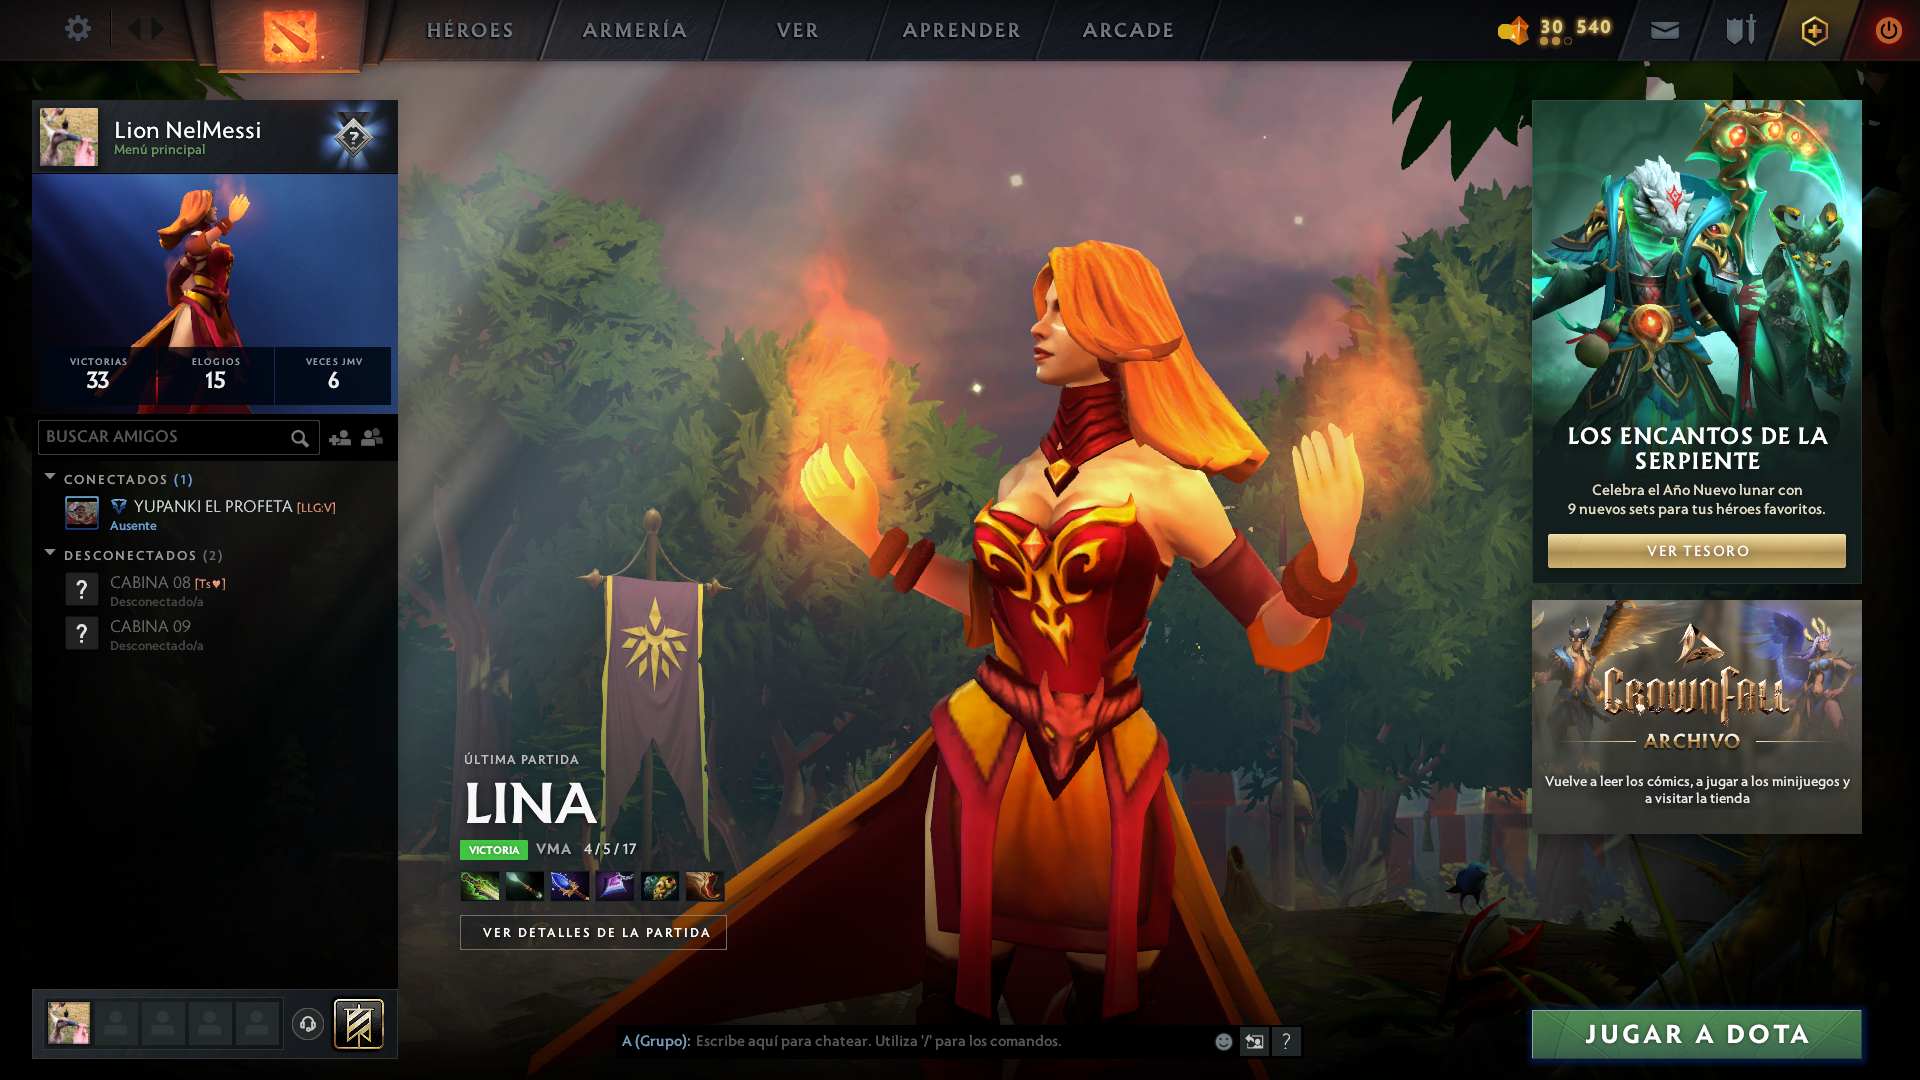 HÉROES
ARMERÍA
VER
APRENDER
ARCADE
30 540
Lion NelMessi
Menú principal
?
VICTORIAS
33
ELOGIOS
15
VECES JMV
6
BUSCAR AMIGOS
CONECTADOS (1)
YUPANKI EL PROFETA [LLG:V]
Ausente
DESCONECTADOS (2)
? CABINA 08 [Ts♥]
Desconectado/a
? CABINA 09
Desconectado/a
ÚLTIMA PARTIDA
LINA
VICTORIA VMA 4/5/17
VER DETALLES DE LA PARTIDA
A (Grupo): Escribe aquí para chatear. Utiliza '/' para los comandos.
?
LOS ENCANTOS DE LA
SERPIENTE
Celebra el Año Nuevo lunar con
9 nuevos sets para tus héroes favoritos.
VER TESORO
CROWNFALL
ARCHIVO
Vuelve a leer los cómics, a jugar a los minijuegos y
a visitar la tienda
JUGAR A DOTA